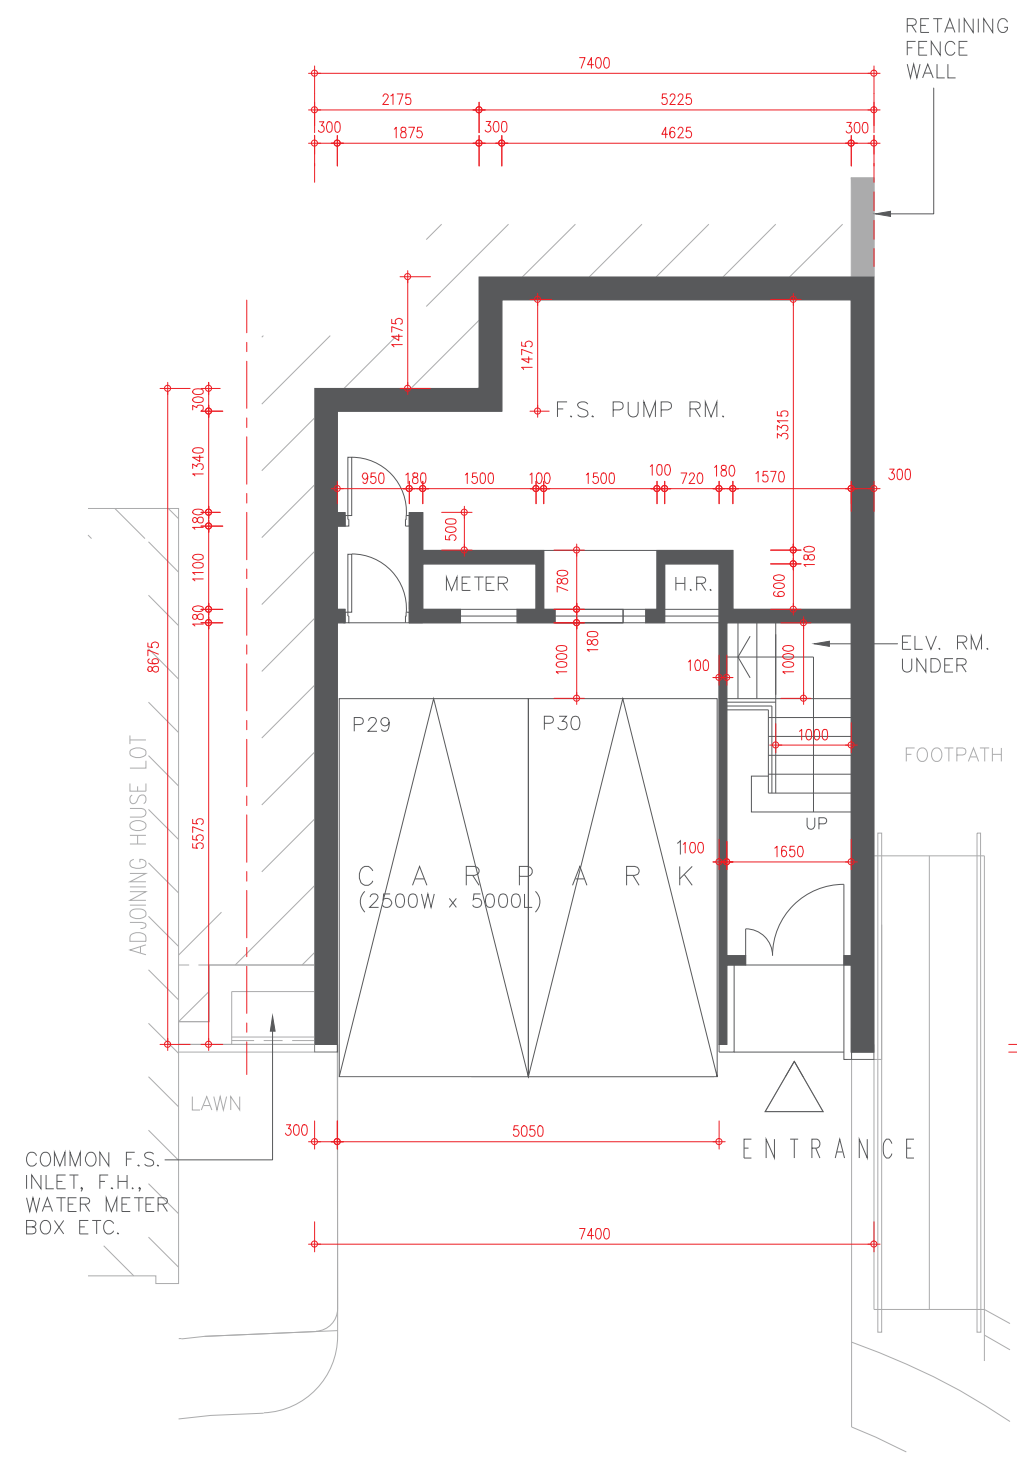 RETAINING
FENCE
WALL
7400
2175
5225
300
1875
300
4625
300
1475
1475
F.S. PUMP RM.
3315
300
1340
180
1100
180
8675
5575
950
180
1500
100
1500
100
720
180
1570
300
500
METER
780
H.R.
180
600
1000
180
100
1000
ELV. RM.
UNDER
P29
P30
1000
FOOTPATH
ADJOINING HOUSE LOT
UP
100
1650
C A R P A R K 1
(2500W x 5000L)
LAWN
300
5050
ENTRANCE
COMMON F.S.
INLET, F.H.,
WATER METER
BOX ETC.
7400